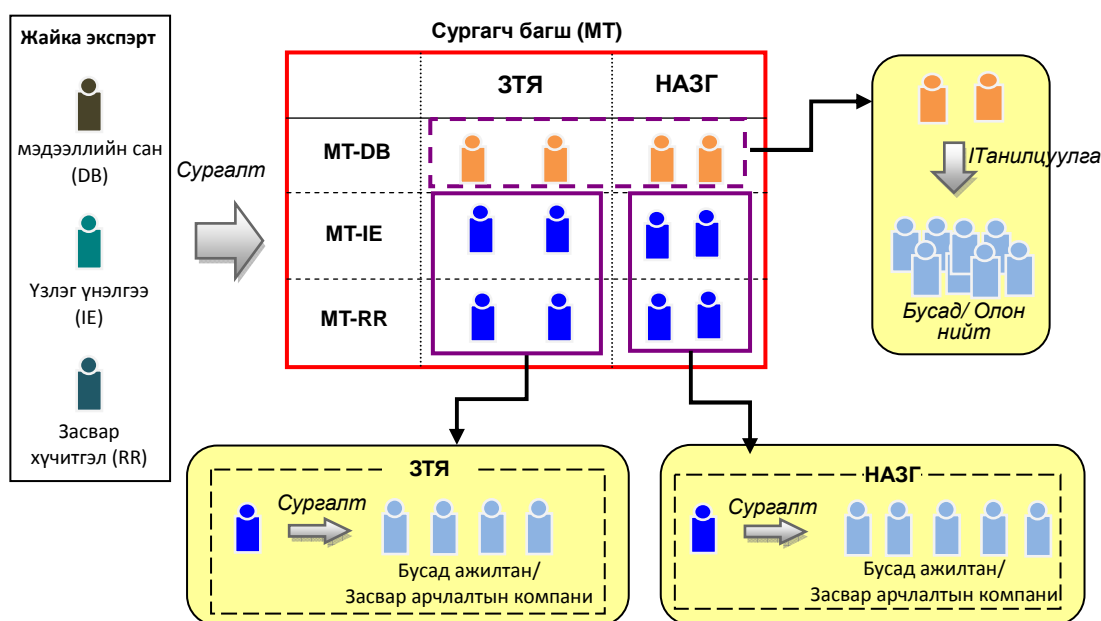 Жайка экспэрт
мэдээллийн сан
(DB)
Үзлэг үнэлгээ
(IE)
Засвар
хүчитгэл (RR)
Сургалт
Сургагч багш (МТ)
ЗТЯ
НАЗГ
MT-DB
MT-IE
MT-RR
IТанилцуулга
Бусад/ Олон
нийт
ЗТЯ
Сургалт
Бусад ажилтан/
Засвар арчлалтын компани
НАЗГ
Сургалт
Бусад ажилтан/
Засвар арчлалтын компани